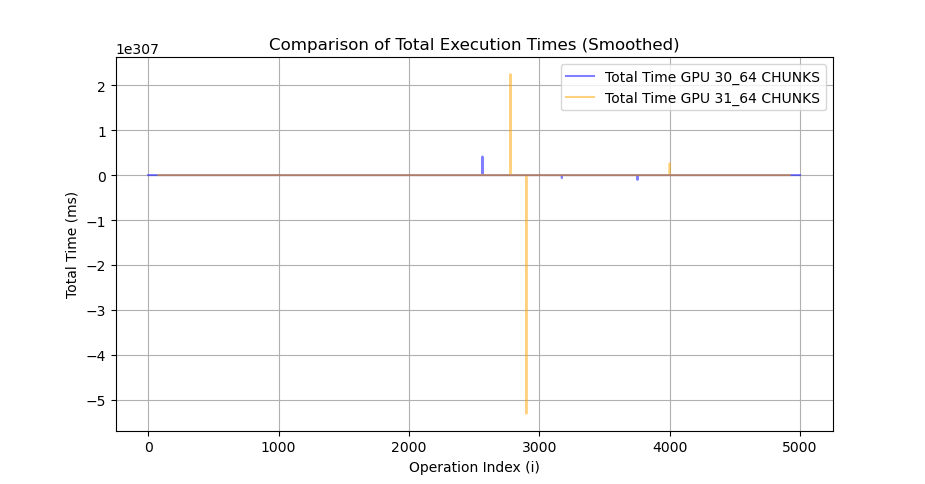 Comparison of Total Execution Times (Smoothed)
1e307
Total Time GPU 30_64 CHUNKS
Total Time GPU 31_64 CHUNKS
2
1
0
−1
−2
−3
−4
−5
Total Time (ms)
0 1000 2000 3000 4000 5000
Operation Index (i)